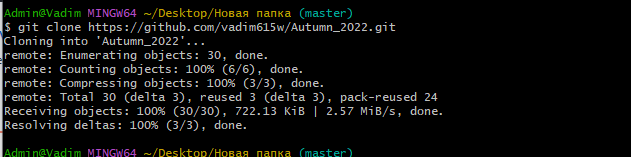 Admin@Vadim MINGW64 ~/Desktop/Новая папка (master)
$ git clone https://github.com/vadim615w/Autumn_2022.git
Cloning into 'Autumn_2022'...
remote: Enumerating objects: 30, done.
remote: Counting objects: 100% (6/6), done.
remote: Compressing objects: 100% (3/3), done.
remote: Total 30 (delta 3), reused 3 (delta 3), pack-reused 24
Receiving objects: 100% (30/30), 722.13 KiB | 2.57 MiB/s, done.
Resolving deltas: 100% (3/3), done.
Admin@Vadim MINGW64 ~/Desktop/Новая папка (master)